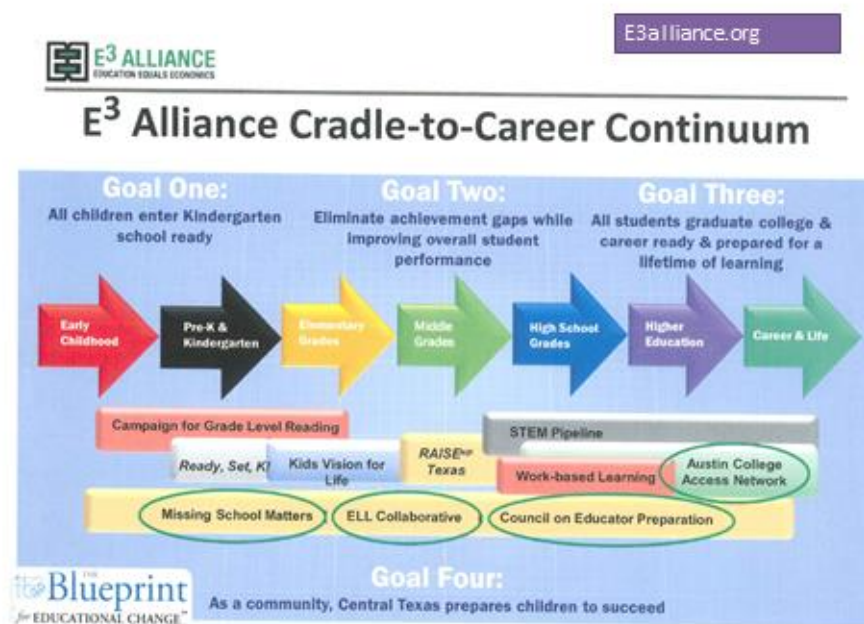 E3alliance.org
E³ ALLIANCE
EDUCATION EQUALS ECONOMICS
E³ Alliance Cradle-to-Career Continuum
Goal One:
All children enter Kindergarten
school ready
Goal Two:
Eliminate achievement gaps while
improving overall student
performance
Goal Three:
All students graduate college &
career ready & prepared for a
lifetime of learning
Early
Childhood
Pre-K &
Kindergarten
Elementary
Grades
Middle
Grades
High School
Grades
Higher
Education
Career & Life
Campaign for Grade Level Reading
Ready, Set, K!
Kids Vision for
Life
RAISEup
Texas
STEM Pipeline
Work-based Learning
Austin College
Access Network
Missing School Matters
ELL Collaborative
Council on Educator Preparation
THE
Blueprint
for EDUCATIONAL CHANGE™
Goal Four:
As a community, Central Texas prepares children to succeed